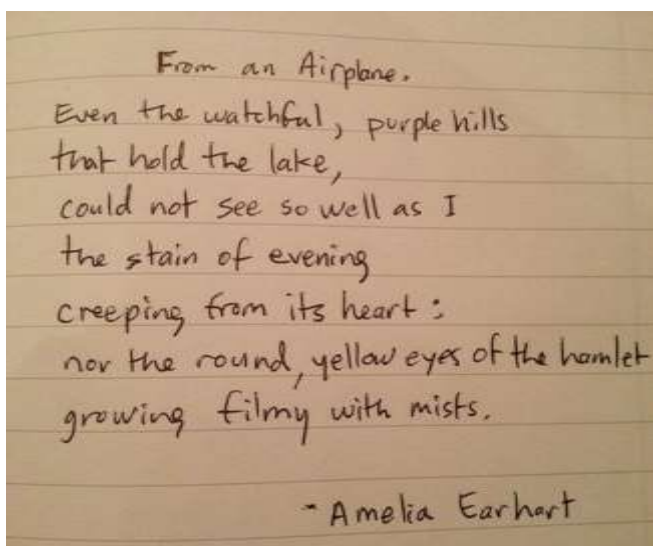 From an Airplane.
Even the watchful, purple hills
that hold the lake,
could not see so well as I
the stain of evening
creeping from its heart :
nor the round, yellow eyes of the hamlet
growing filmy with mists.
- Amelia Earhart